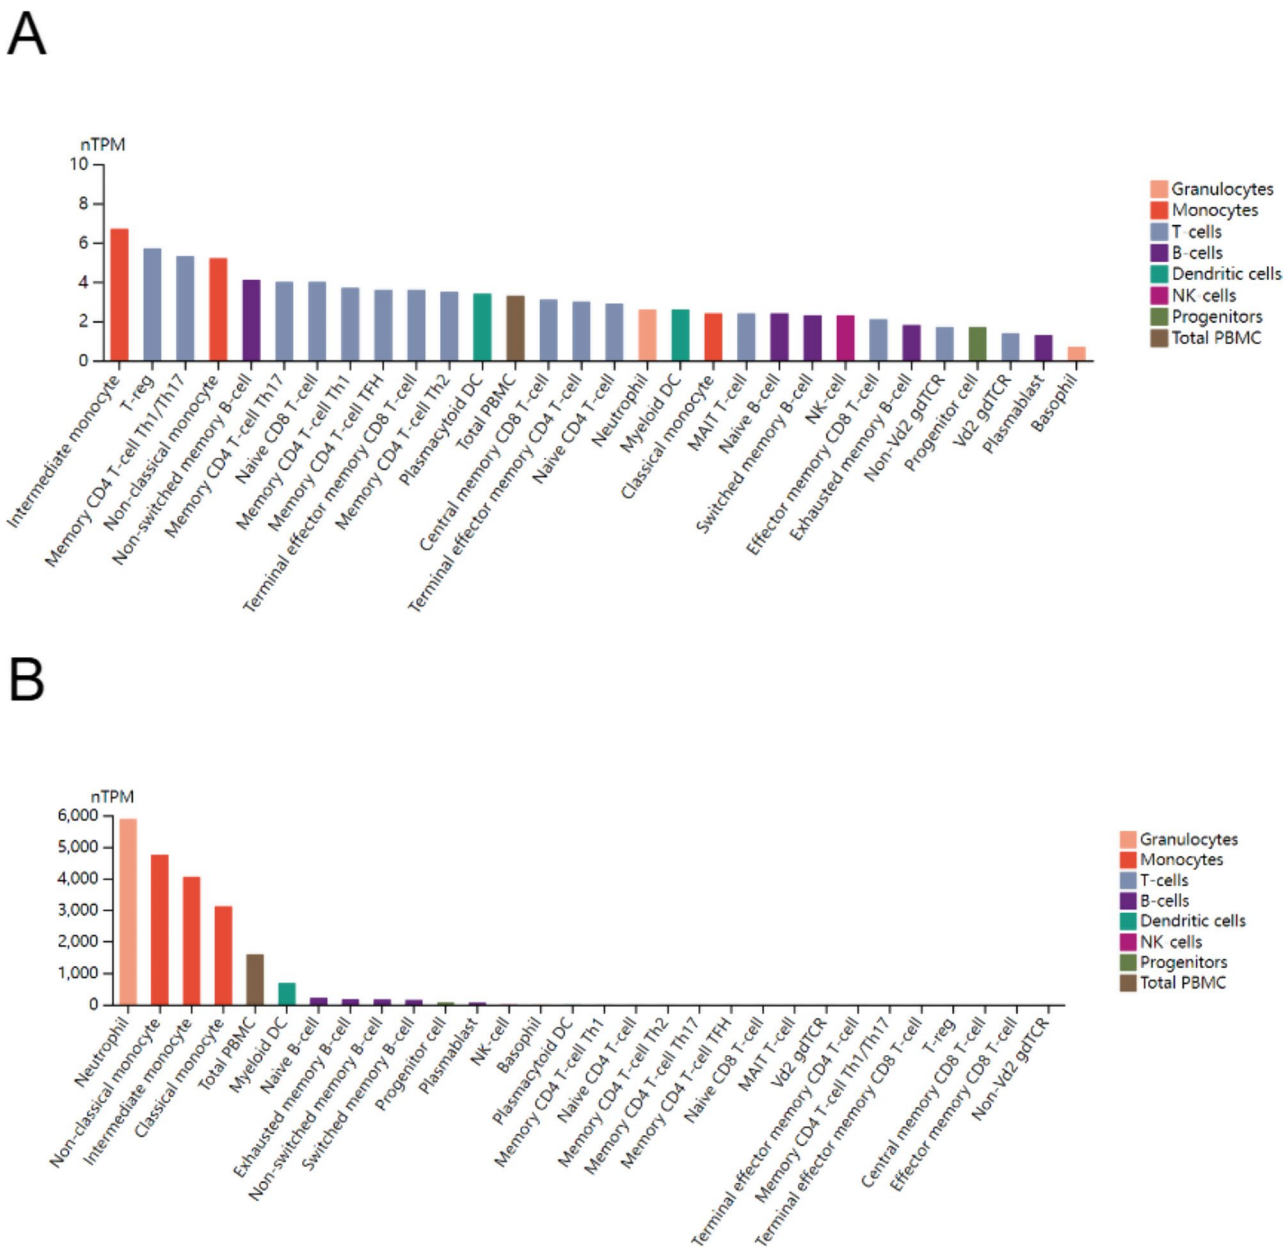 A
nTPM
10
8
6
4
2
0
Granulocytes
Monocytes
T-cells
B-cells
Dendritic cells
NK-cells
Progenitors
Total PBMC
Intermediate monocyte
T-reg
Memory CD4 T-cell Th1/Th17
Non-classical monocyte
Non-switched memory B-cell
Memory CD4 T-cell Th17
Naive CD8 T-cell
Memory CD4 T-cell Th1
Memory CD4 T-cell TFH
Terminal effector memory CD8 T-cell
Memory CD4 T-cell Th2
Plasmacytoid DC
Total PBMC
Central memory CD8 T-cell
Terminal effector memory CD4 T-cell
Naive CD4 T-cell
Neutrophil
Myeloid DC
Classical monocyte
MAIT T-cell
Naive B-cell
Switched memory B-cell
NK-cell
Effector memory CD8 T-cell
Exhausted memory B-cell
Non-Vd2 gdTCR
Progenitor cell
Vd2 gdTCR
Plasmablast
Basophil
B
nTPM
6,000
5,000
4,000
3,000
2,000
1,000
0
Granulocytes
Monocytes
T-cells
B-cells
Dendritic cells
NK cells
Progenitors
Total PBMC
Neutrophil
Non-classical monocyte
Intermediate monocyte
Classical monocyte
Total PBMC
Myeloid DC
Naive B-cell
Exhausted memory B-cell
Non-switched memory B-cell
Switched memory B-cell
Progenitor cell
Plasmablast
NK-cell
Basophil
Plasmacytoid DC
Memory CD4 T-cell Th1
Naive CD4 T-cell
Memory CD4 T-cell Th2
Memory CD4 T-cell Th17
Memory CD4 T-cell TFH
Naive CD8 T-cell
MAIT T-cell
Vd2 gdTCR
Terminal effector memory CD4 T-cell
Memory CD4 T-cell Th1/Th17
Terminal effector memory CD8 T-cell
T-reg
Central memory CD8 T-cell
Effector memory CD8 T-cell
Non-Vd2 gdTCR